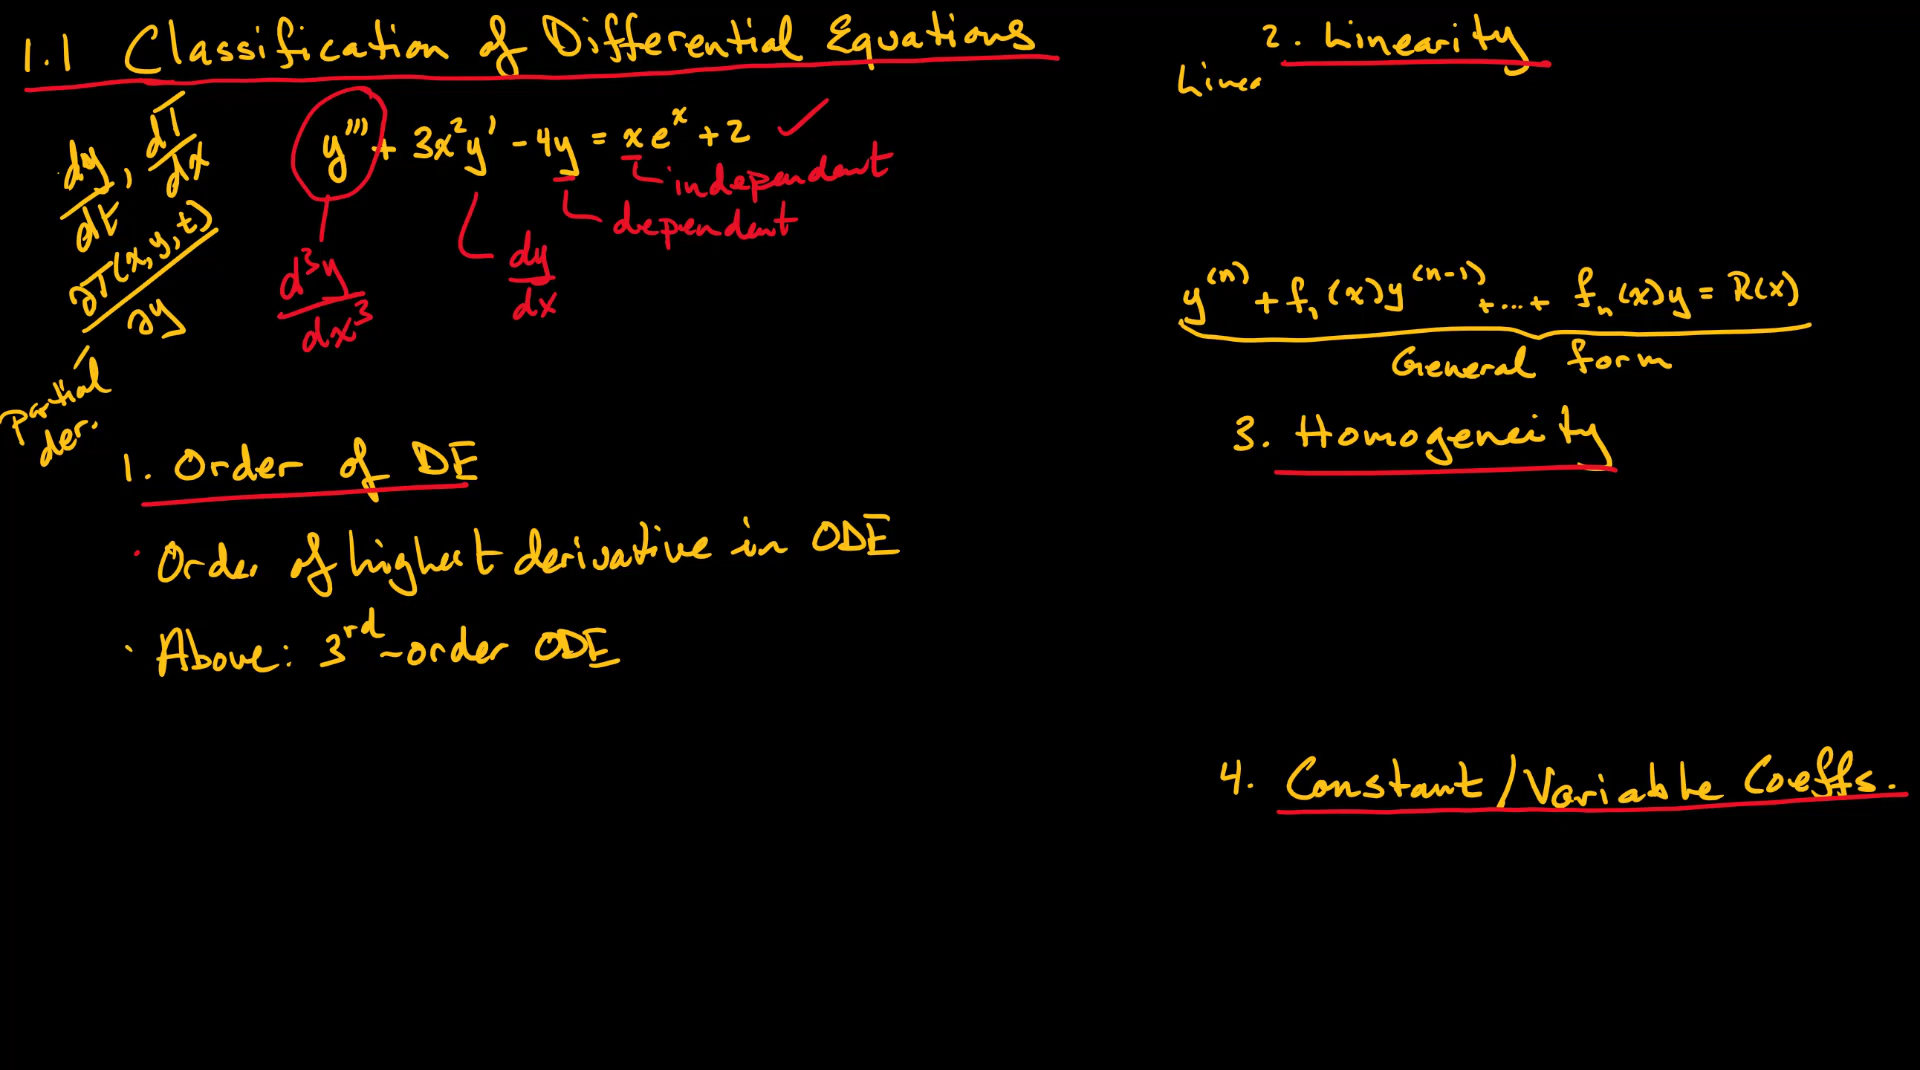 1.1 Classification of Differential Equations
dy/dt, dT/dx
∂T(x,y,t)/∂y
Partial der.
y''' + 3x²y' - 4y = xeˣ + 2 ✓
independent
dependent
d³y/dx³
dy/dx
1. Order of DE
· Order of highest derivative in ODE
· Above: 3rd-order ODE
2. Linearity
Linea
y⁽ⁿ⁾ + f₁(x)y⁽ⁿ⁻¹⁾ + ... + fₙ(x)y = R(x)
General form
3. Homogeneity
4. Constant/Variable Coeffs.